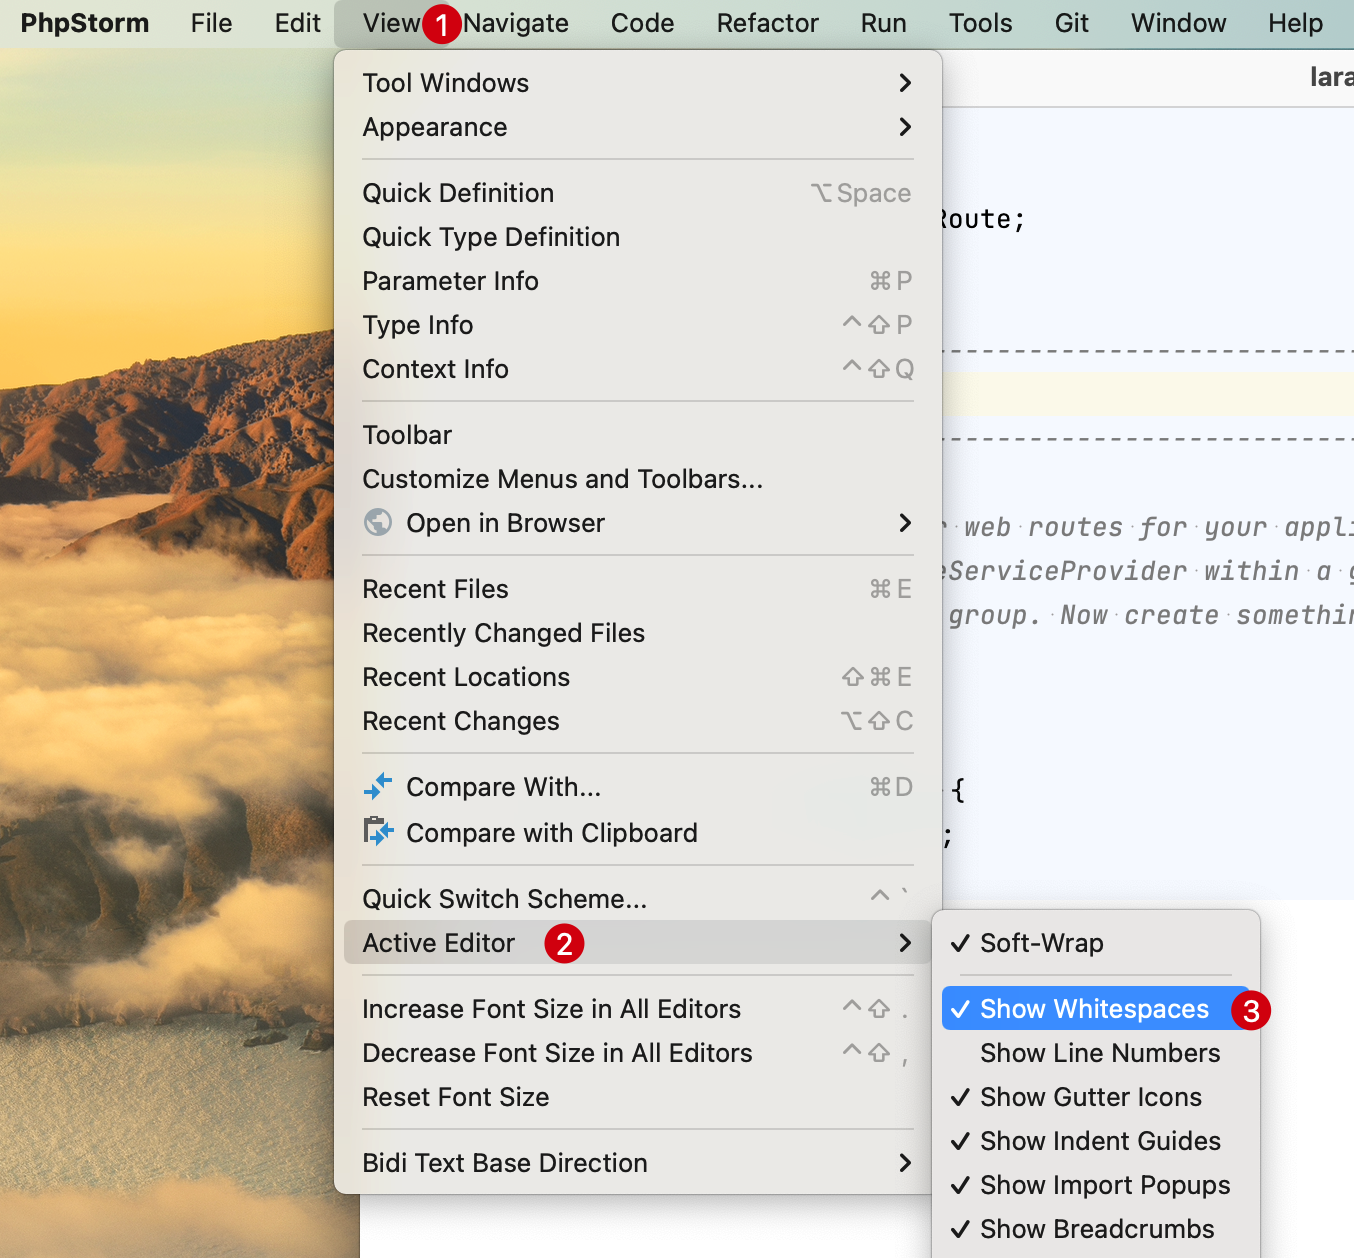 PhpStorm File Edit View 1 Navigate Code Refactor Run Tools Git Window Help
Tool Windows
Appearance
Quick Definition ⌥Space
Quick Type Definition
Parameter Info ⌘P
Type Info ^⇧P
Context Info ^⇧Q
Toolbar
Customize Menus and Toolbars...
Open in Browser
Recent Files ⌘E
Recently Changed Files
Recent Locations ⇧⌘E
Recent Changes ⌥⇧C
Compare With... ⌘D
Compare with Clipboard
Quick Switch Scheme... ^`
Active Editor 2
Increase Font Size in All Editors ^⇧.
Decrease Font Size in All Editors ^⇧,
Reset Font Size
Bidi Text Base Direction
✓ Soft-Wrap
✓ Show Whitespaces 3
Show Line Numbers
✓ Show Gutter Icons
✓ Show Indent Guides
✓ Show Import Popups
✓ Show Breadcrumbs
lara
Route;
-------------------------
-------------------------
r web routes for your appli
eServiceProvider within a g
group. Now create somethin
{
;